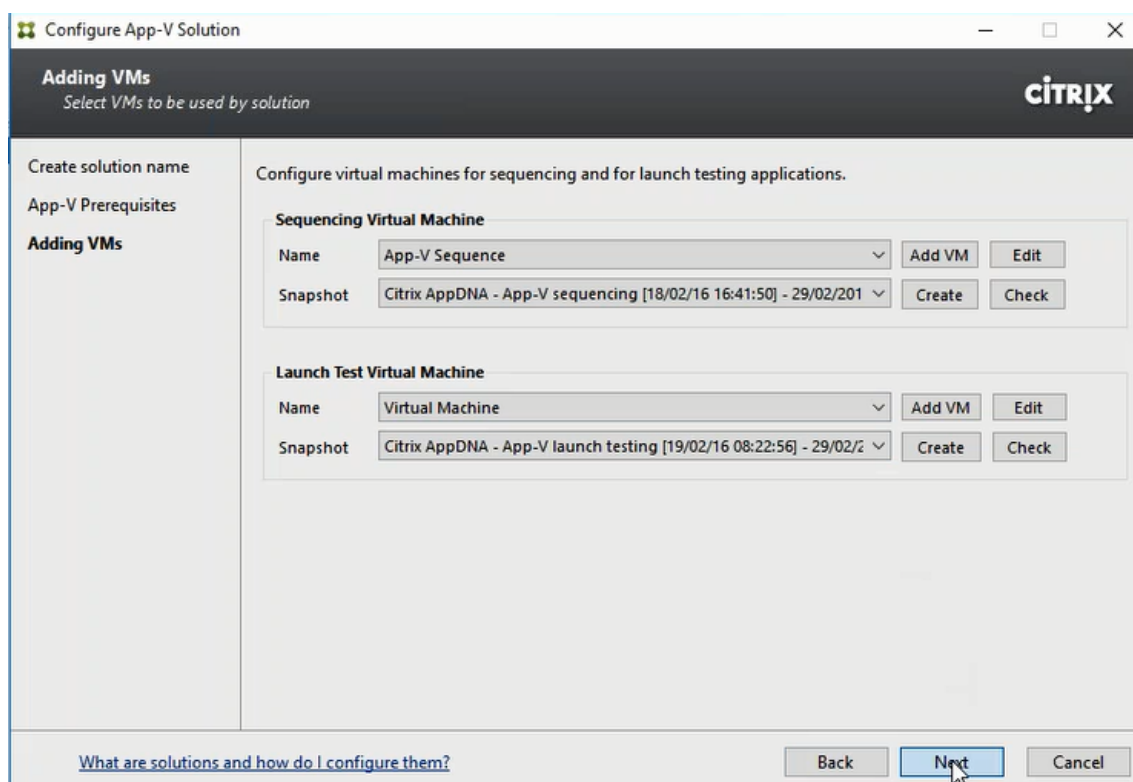 Configure App-V Solution
Adding VMs
Select VMs to be used by solution
CİTRIX
Create solution name
App-V Prerequisites
Adding VMs
Configure virtual machines for sequencing and for launch testing applications.
Sequencing Virtual Machine
Name App-V Sequence Add VM Edit
Snapshot Citrix AppDNA - App-V sequencing [18/02/16 16:41:50] - 29/02/201 Create Check
Launch Test Virtual Machine
Name Virtual Machine Add VM Edit
Snapshot Citrix AppDNA - App-V launch testing [19/02/16 08:22:56] - 29/02/2 Create Check
What are solutions and how do I configure them? Back Next Cancel